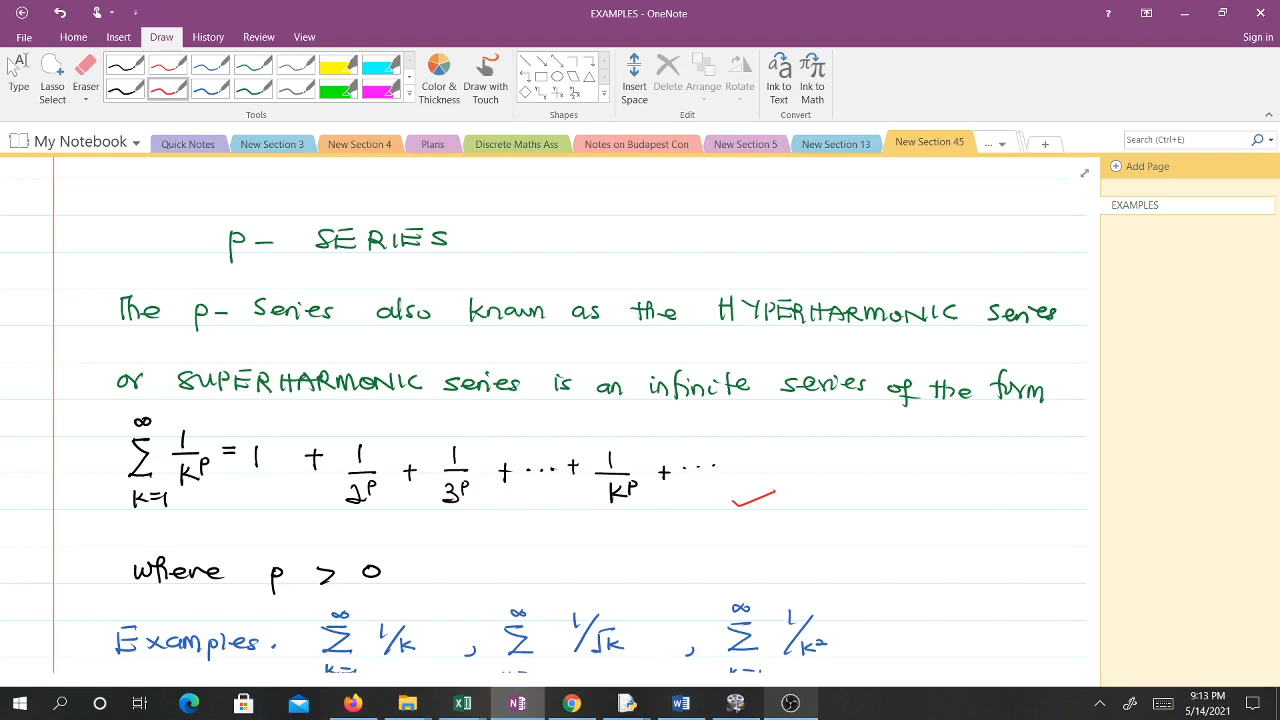 EXAMPLES - OneNote
File Home Insert Draw History Review View Sign in
Type Lasso Select Eraser Color & Thickness Draw with Touch Insert Space Delete Arrange Rotate Ink to Text Ink to Math
Tools Shapes Edit Convert
My Notebook Quick Notes New Section 3 New Section 4 Plans Discrete Maths Ass Notes on Budapest Con New Section 5 New Section 13 New Section 45 ... + Search (Ctrl+E)
Add Page
EXAMPLES
p - SERIES
The p - Series also known as the HYPERHARMONIC series
or SUPERHARMONIC series is an infinite series of the form
∑_{k=1}^{∞} 1/k^p = 1 + 1/2^p + 1/3^p + ··· + 1/k^p + ···
where p > 0
Examples. ∑_{k=1}^{∞} 1/k , ∑^{∞} 1/√k , ∑_{k=1}^{∞} 1/k²
9:13 PM
5/14/2021